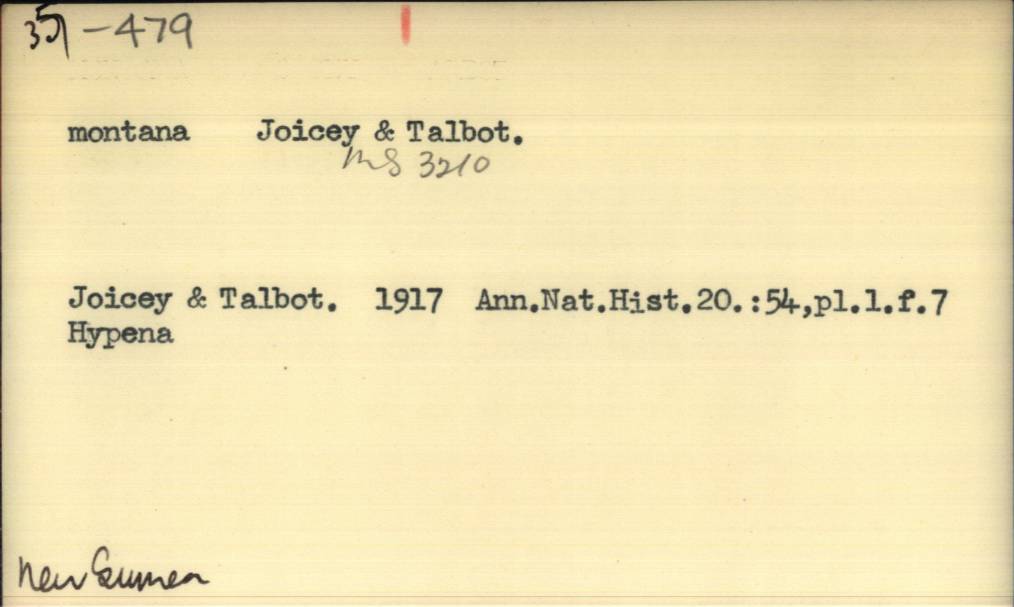 351-479
montana Joicey & Talbot.
MS 3210
Joicey & Talbot. 1917 Ann.Nat.Hist.20.:54,pl.1.f.7
Hypena
New Guinea